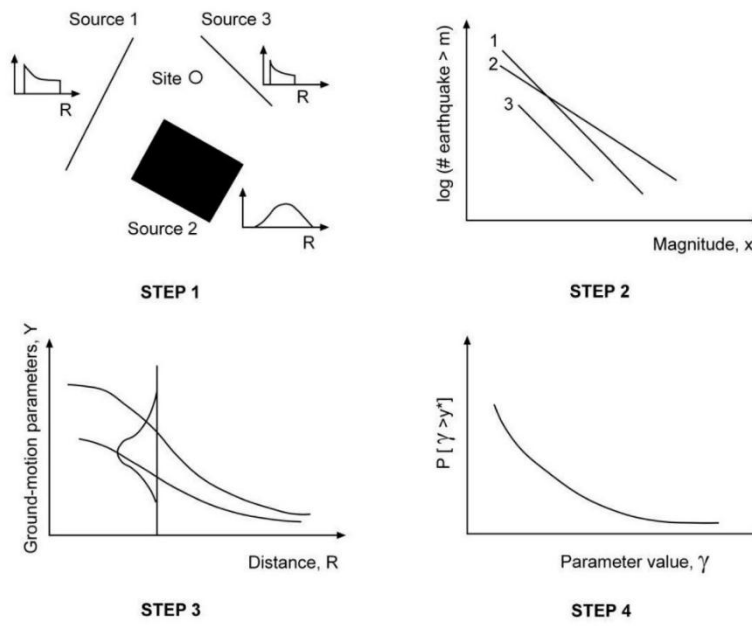 Source 1
Source 3
Site
R
R
Source 2
R
STEP 1
log (# earthquake > m)
1
2
3
Magnitude, x
STEP 2
Ground-motion parameters, Y
Distance, R
STEP 3
P [ γ >y*]
Parameter value, γ
STEP 4